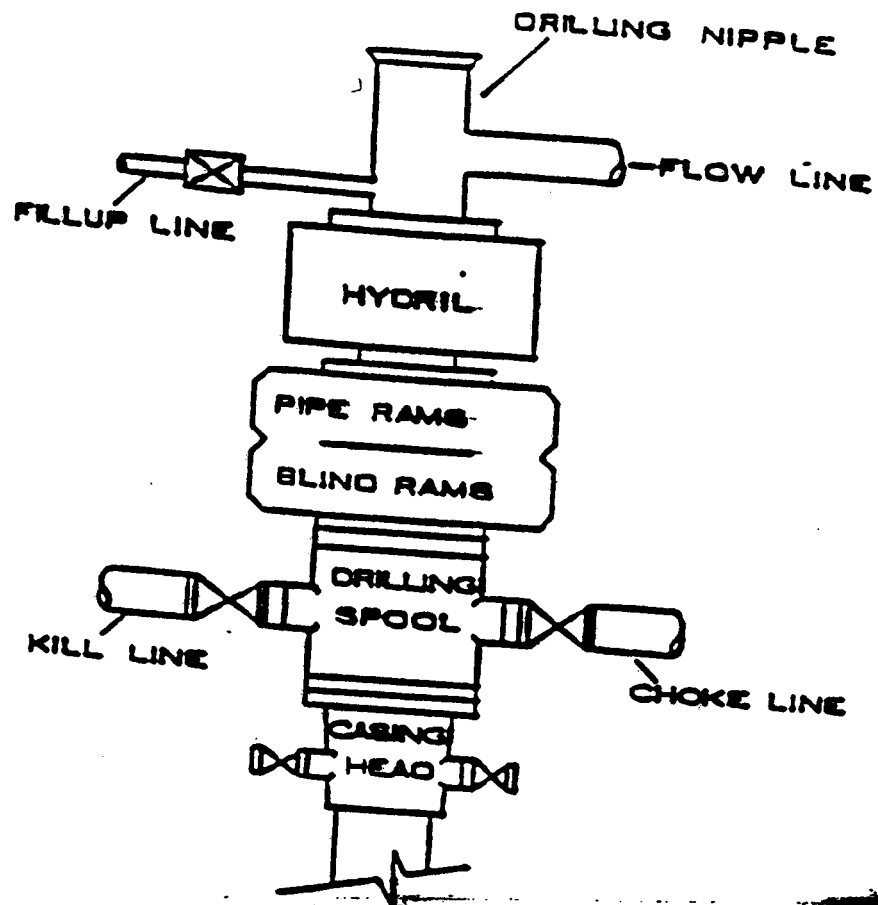 DRILLING NIPPLE
FLOW LINE
FILLUP LINE
HYDRIL
PIPE RAMS
BLIND RAMS
DRILLING
SPOOL
KILL LINE
CHOKE LINE
CASING
HEAD